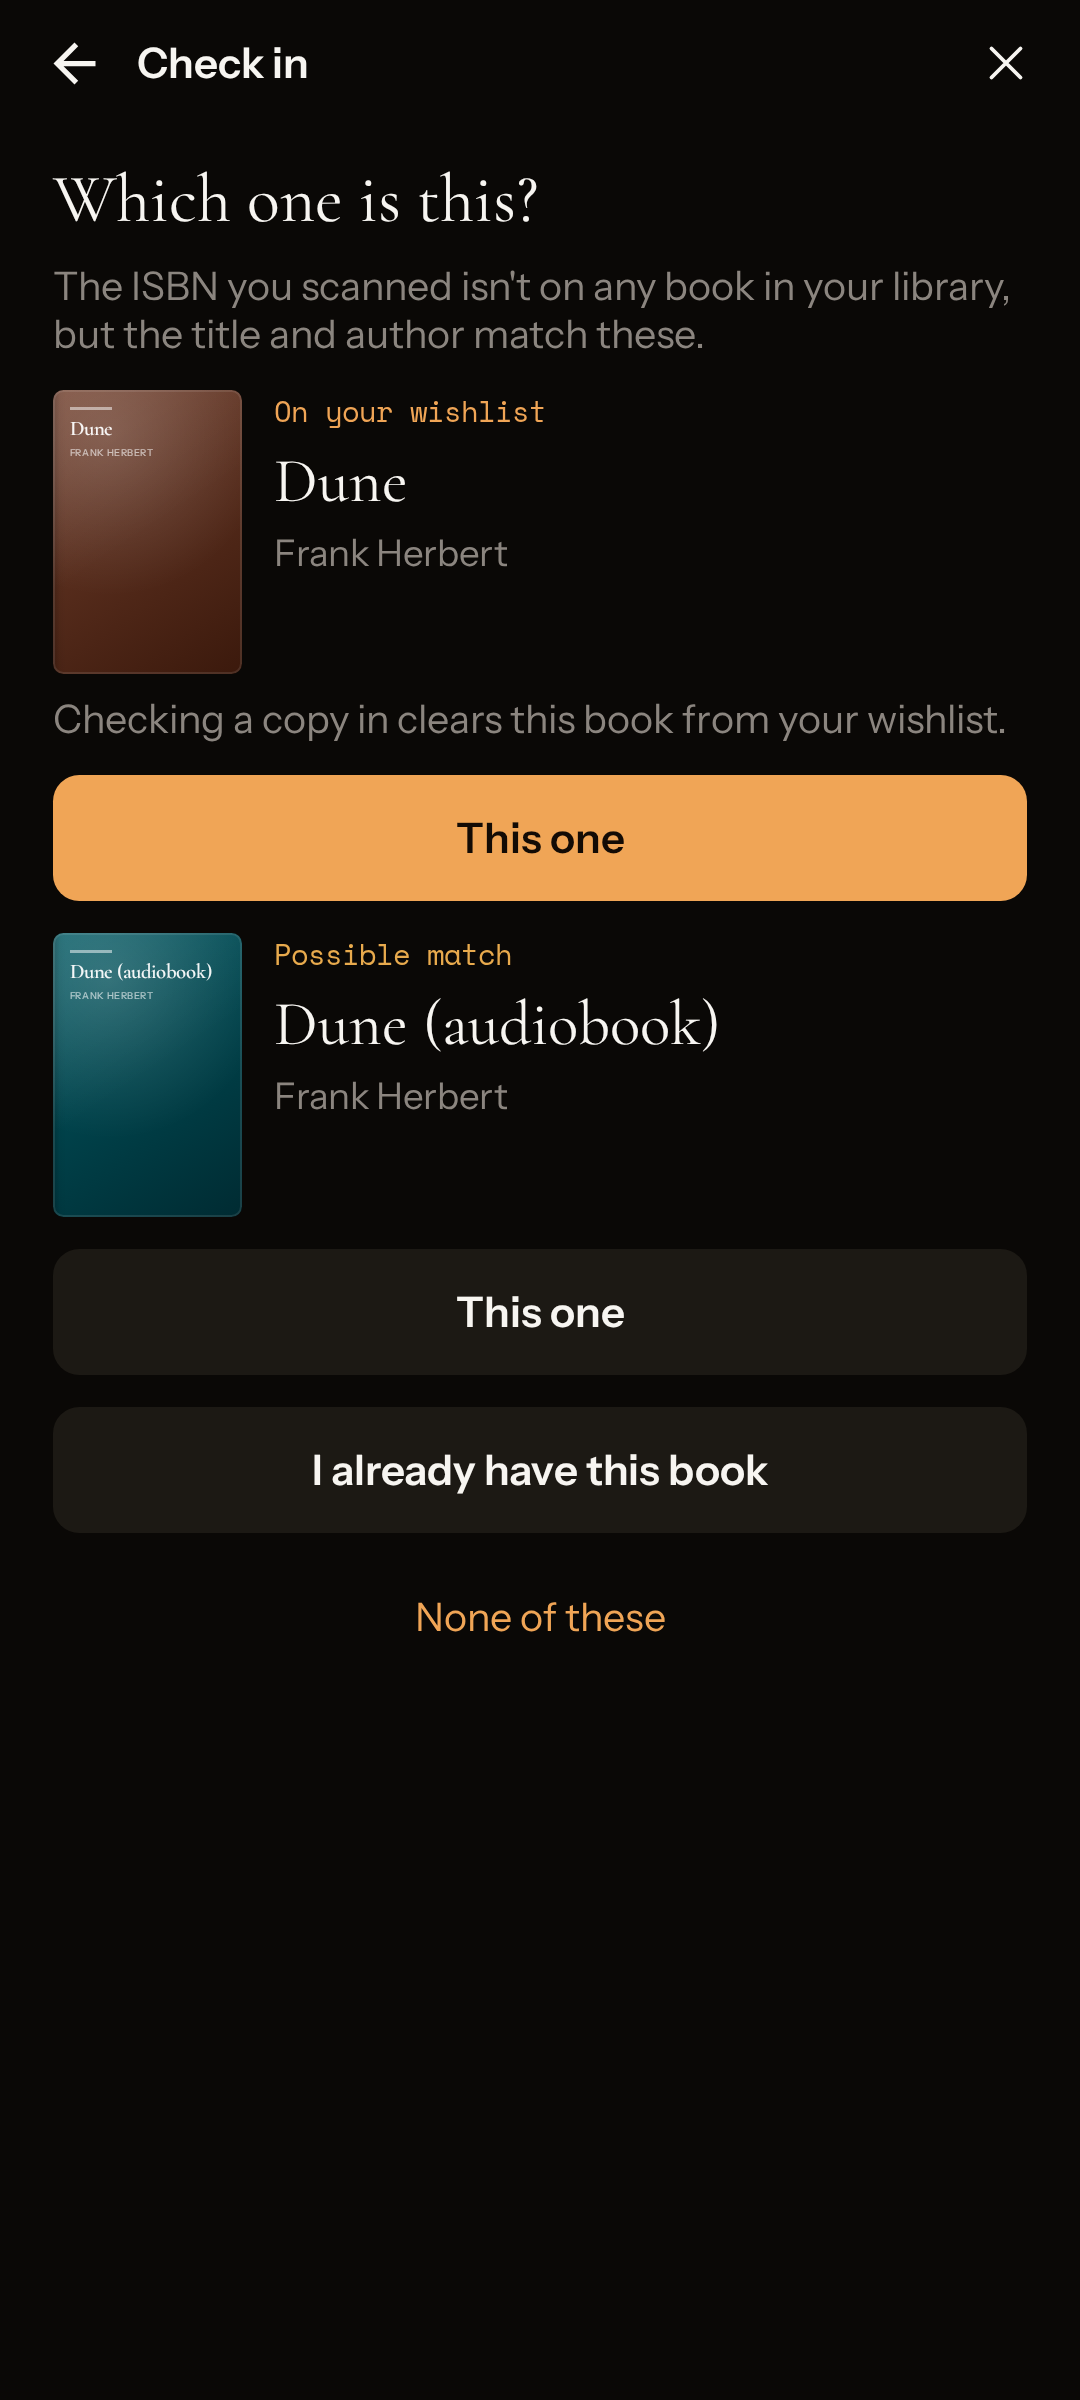 Check in
Which one is this?
The ISBN you scanned isn't on any book in your library,
but the title and author match these.
Dune
FRANK HERBERT
On your wishlist
Dune
Frank Herbert
Checking a copy in clears this book from your wishlist.
This one
Dune (audiobook)
FRANK HERBERT
Possible match
Dune (audiobook)
Frank Herbert
This one
I already have this book
None of these